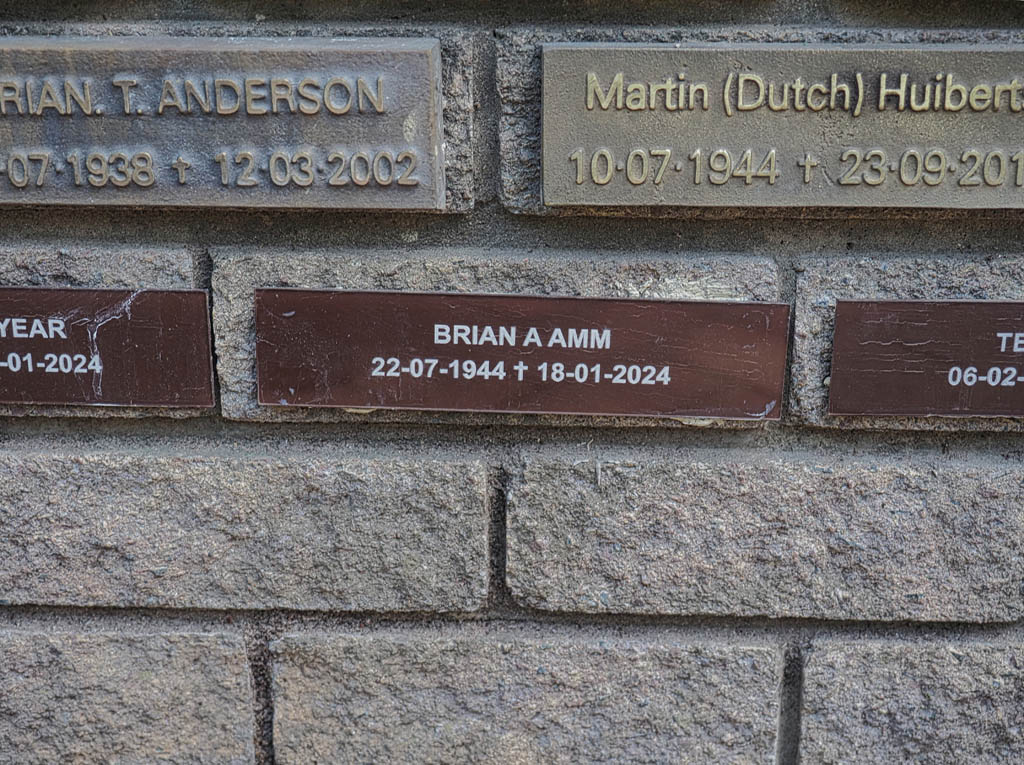 RIAN. T. ANDERSON
07·1938 ✝ 12·03·2002
Martin (Dutch) Huibert
10·07·1944 ✝ 23·09·201
YEAR
-01-2024
BRIAN A AMM
22-07-1944 ✝ 18-01-2024
TE
06-02-